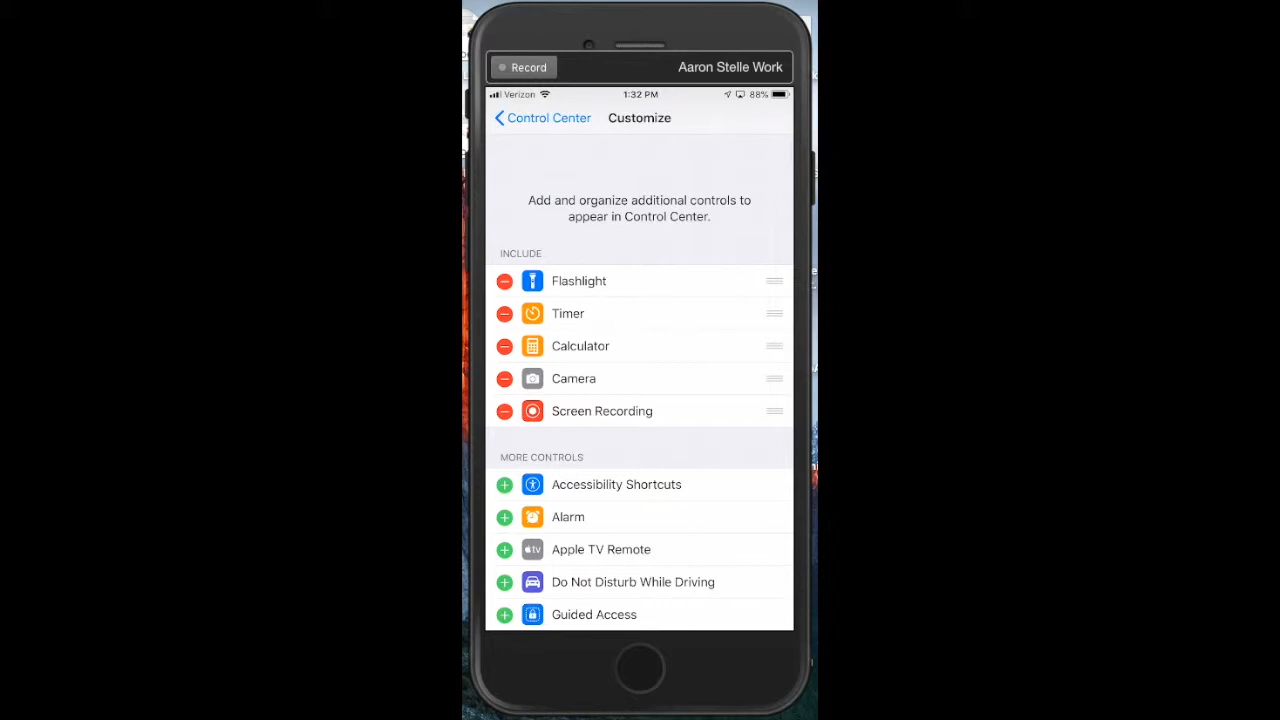 Record
Aaron Stelle Work
Verizon
1:32 PM
88%
Control Center
Customize
Add and organize additional controls to
appear in Control Center.
INCLUDE
Flashlight
Timer
Calculator
Camera
Screen Recording
MORE CONTROLS
Accessibility Shortcuts
Alarm
tv
Apple TV Remote
Do Not Disturb While Driving
Guided Access